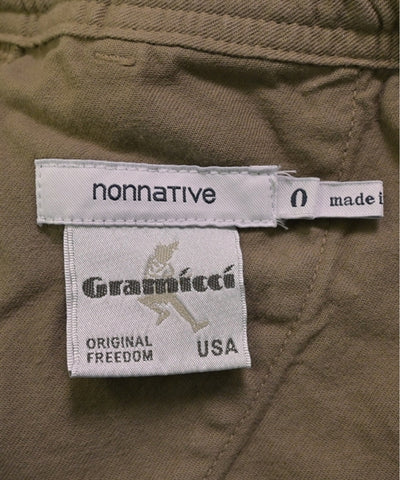 nonnative
0
made i
Gramicci
ORIGINAL
FREEDOM
USA